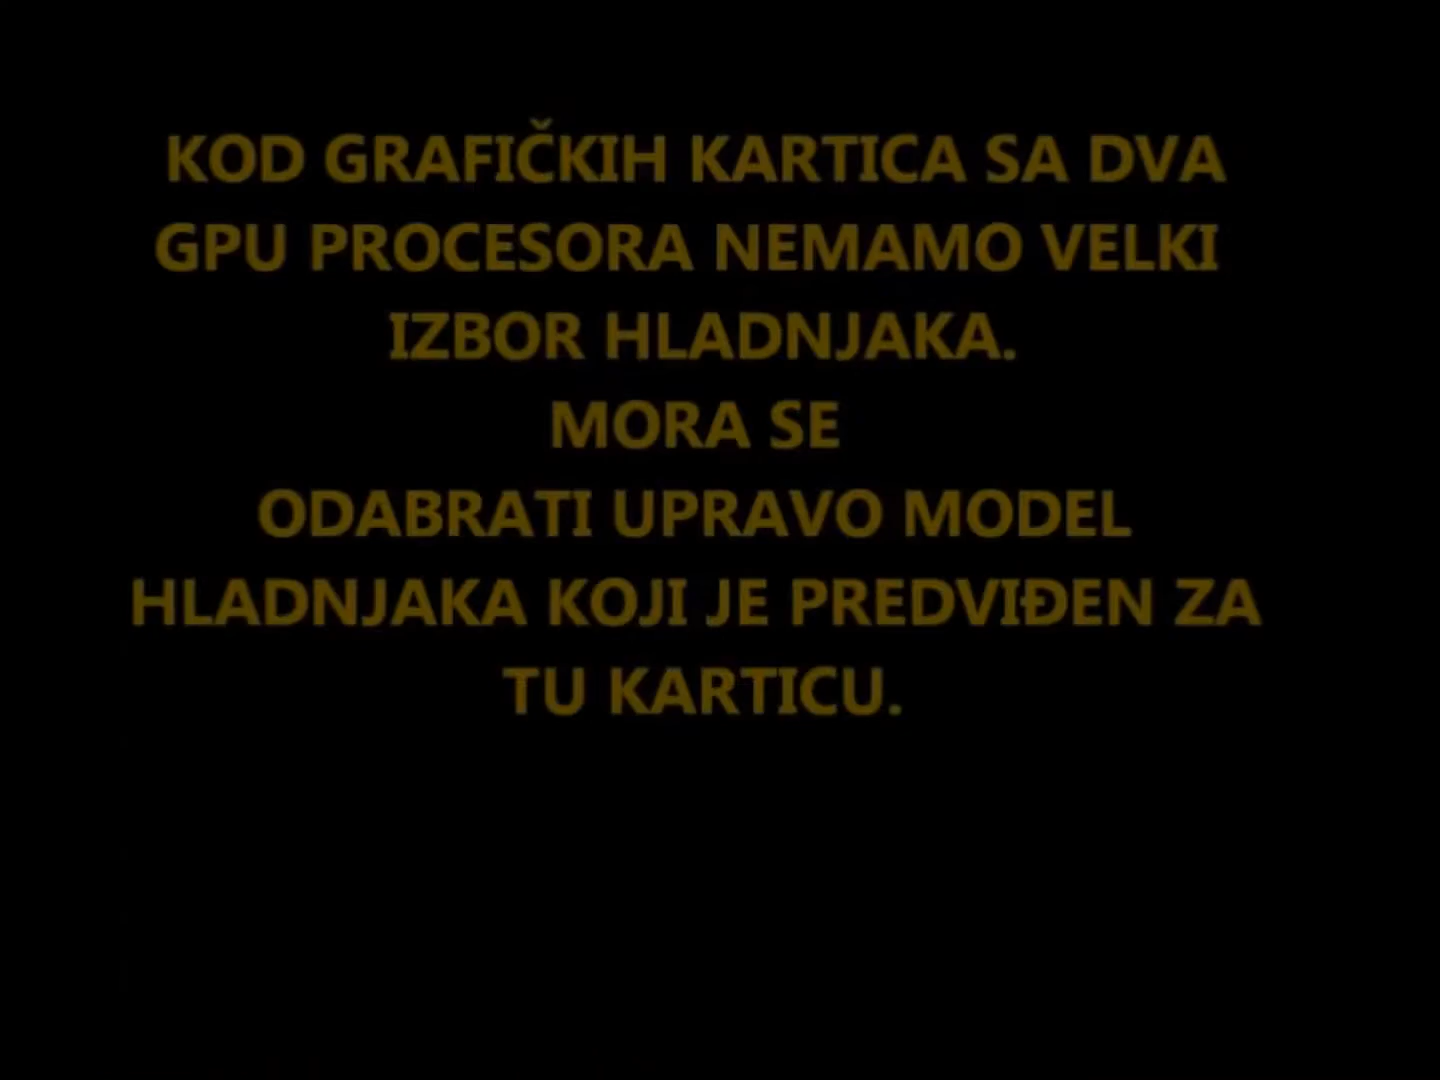 KOD GRAFIČKIH KARTICA SA DVA
GPU PROCESORA NEMAMO VELKI
IZBOR HLADNJAKA.
MORA SE
ODABRATI UPRAVO MODEL
HLADNJAKA KOJI JE PREDVIĐEN ZA
TU KARTICU.